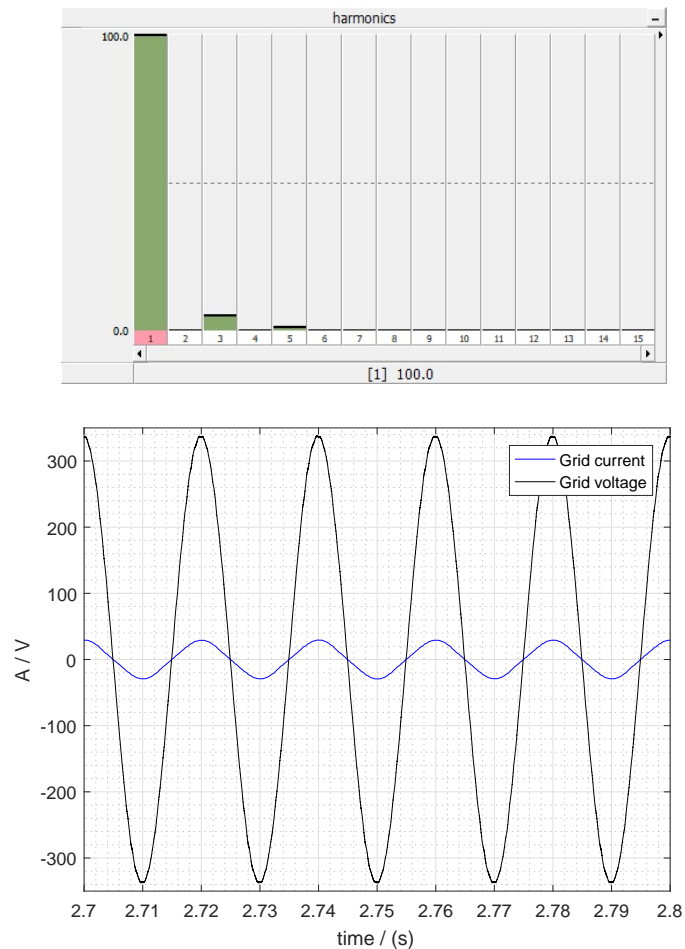 harmonics
100.0
0.0
1 2 3 4 5 6 7 8 9 10 11 12 13 14 15
[1] 100.0
Grid current
Grid voltage
300
200
100
0
-100
-200
-300
A / V
2.7 2.71 2.72 2.73 2.74 2.75 2.76 2.77 2.78 2.79 2.8
time / (s)